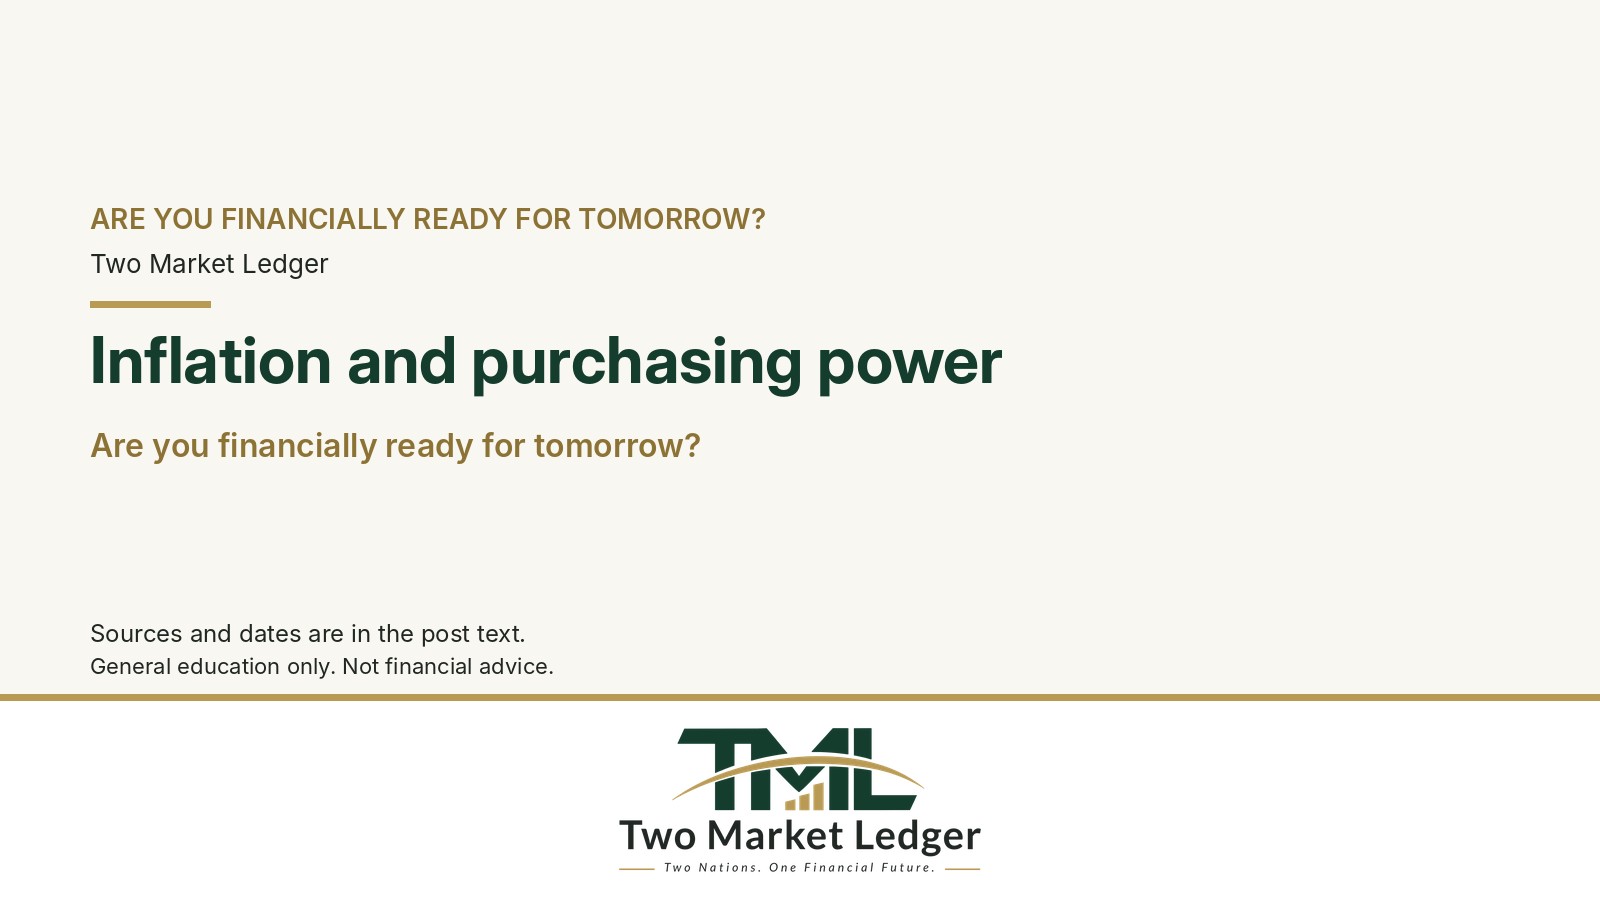 ARE YOU FINANCIALLY READY FOR TOMORROW?
Two Market Ledger
Inflation and purchasing power
Are you financially ready for tomorrow?
Sources and dates are in the post text.
General education only. Not financial advice.
TML
Two Market Ledger
Two Nations. One Financial Future.